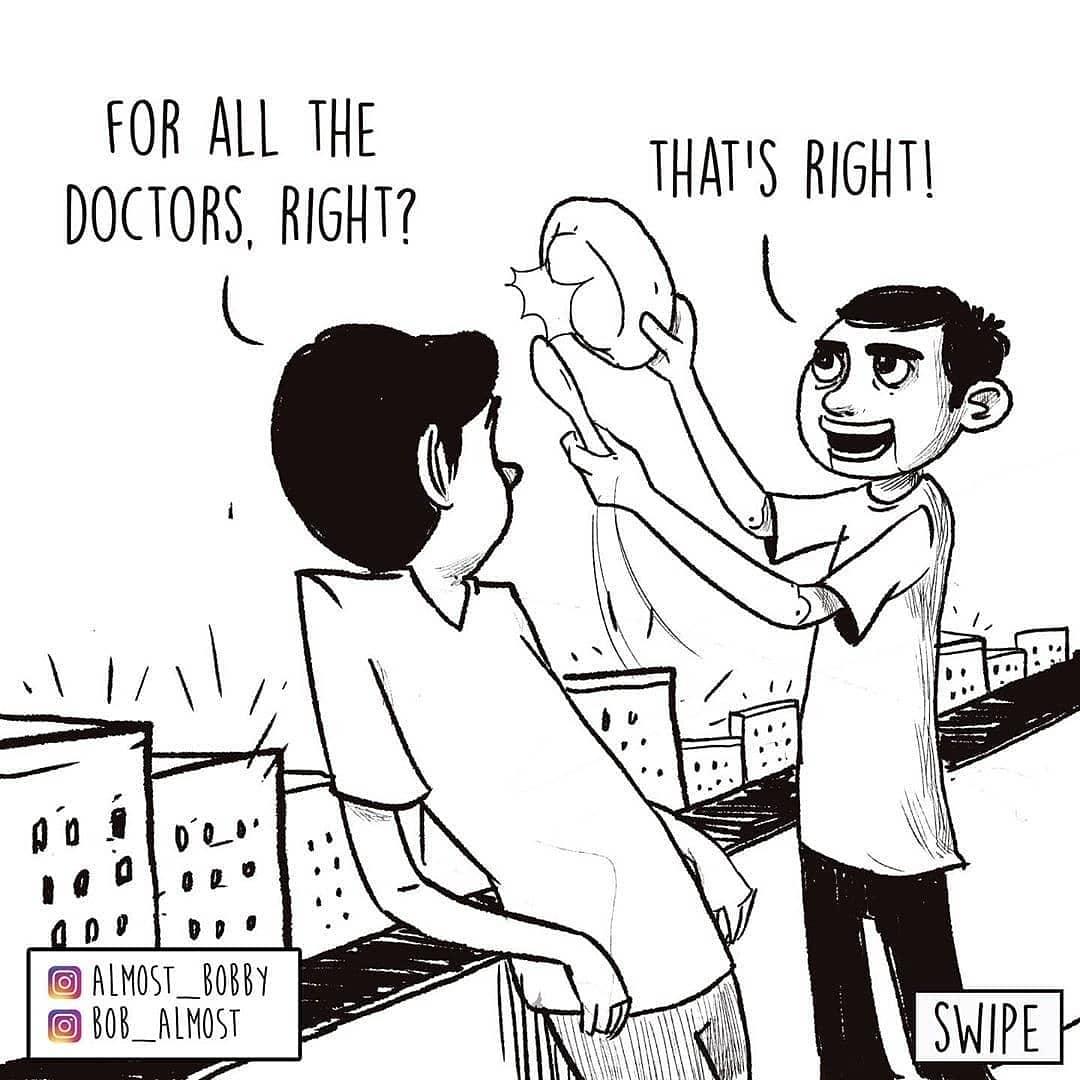 FOR ALL THE
DOCTORS, RIGHT?
THAT'S RIGHT!
ALMOST_BOBBY
BOB_ALMOST
SWIPE